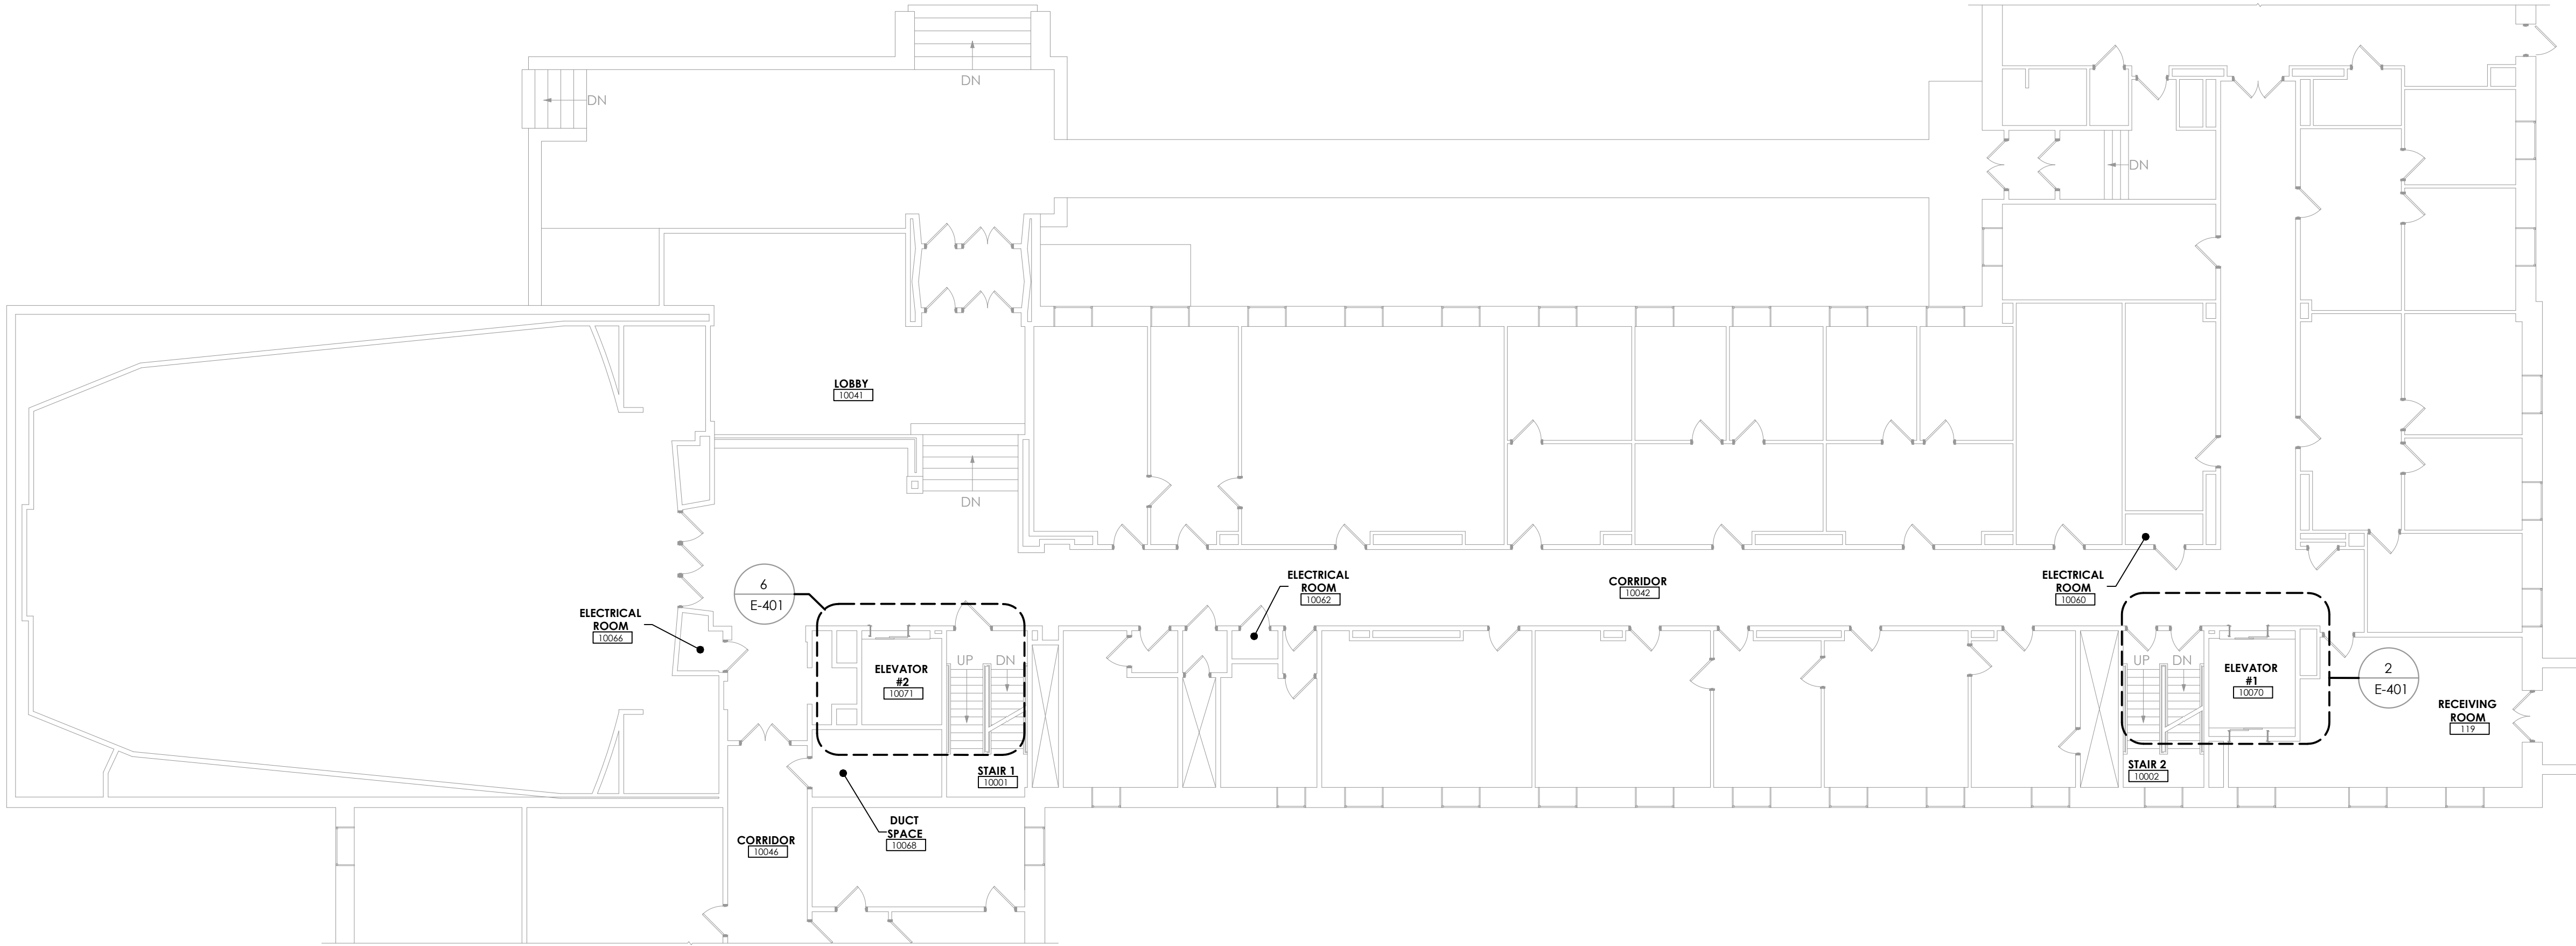 DN
DN
DN
LOBBY
10041
DN
ELECTRICAL
ROOM
10066
6
E-401
ELECTRICAL
ROOM
10062
CORRIDOR
10042
ELECTRICAL
ROOM
10060
UP
DN
ELEVATOR
#2
10071
UP
DN
ELEVATOR
#1
10070
2
E-401
RECEIVING
ROOM
119
STAIR 1
10001
STAIR 2
10002
DUCT
SPACE
10068
CORRIDOR
10046